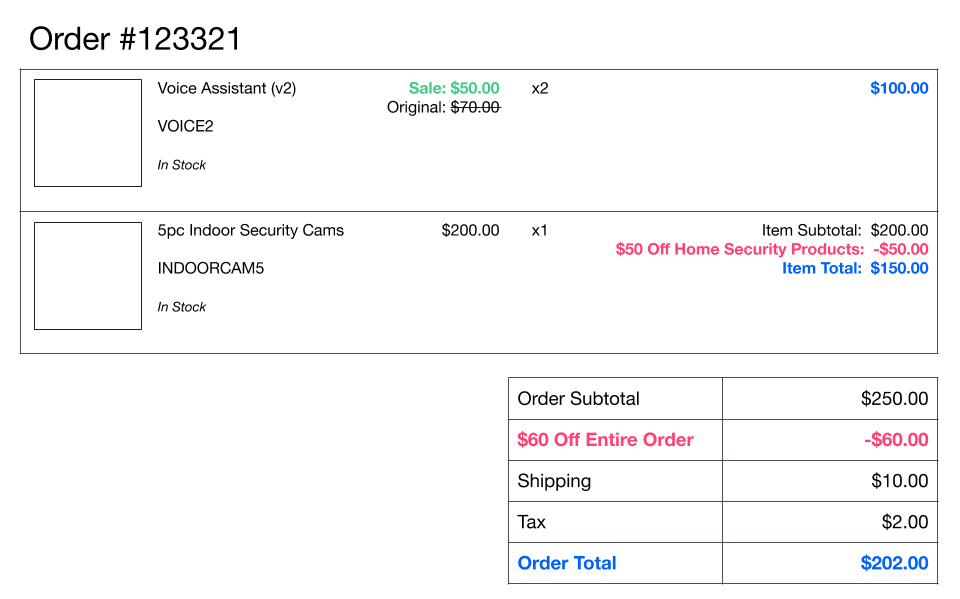 Order #123321
Voice Assistant (v2) Sale: $50.00 x2 $100.00
Original: $70.00
VOICE2
In Stock
5pc Indoor Security Cams $200.00 x1 Item Subtotal: $200.00
$50 Off Home Security Products: -$50.00
INDOORCAM5 Item Total: $150.00
In Stock
Order Subtotal $250.00
$60 Off Entire Order -$60.00
Shipping $10.00
Tax $2.00
Order Total $202.00